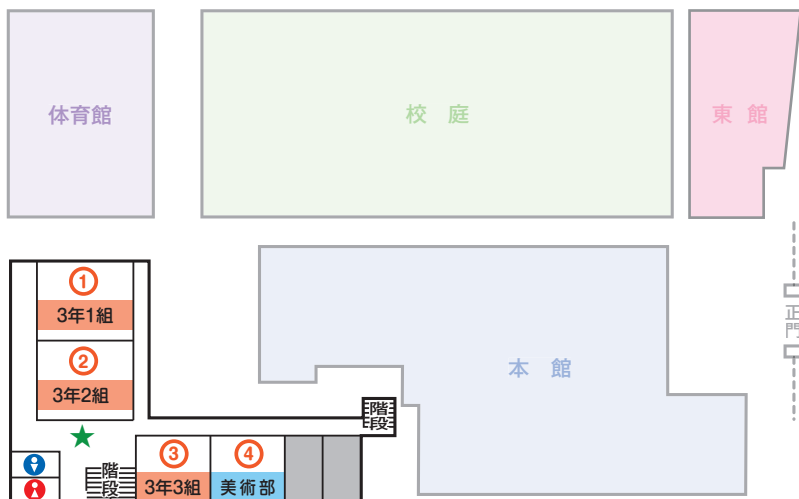 体育館
校庭
東館
①
3年1組
②
3年2組
本館
正門
階段
★
③
④
階段
3年3組
美術部